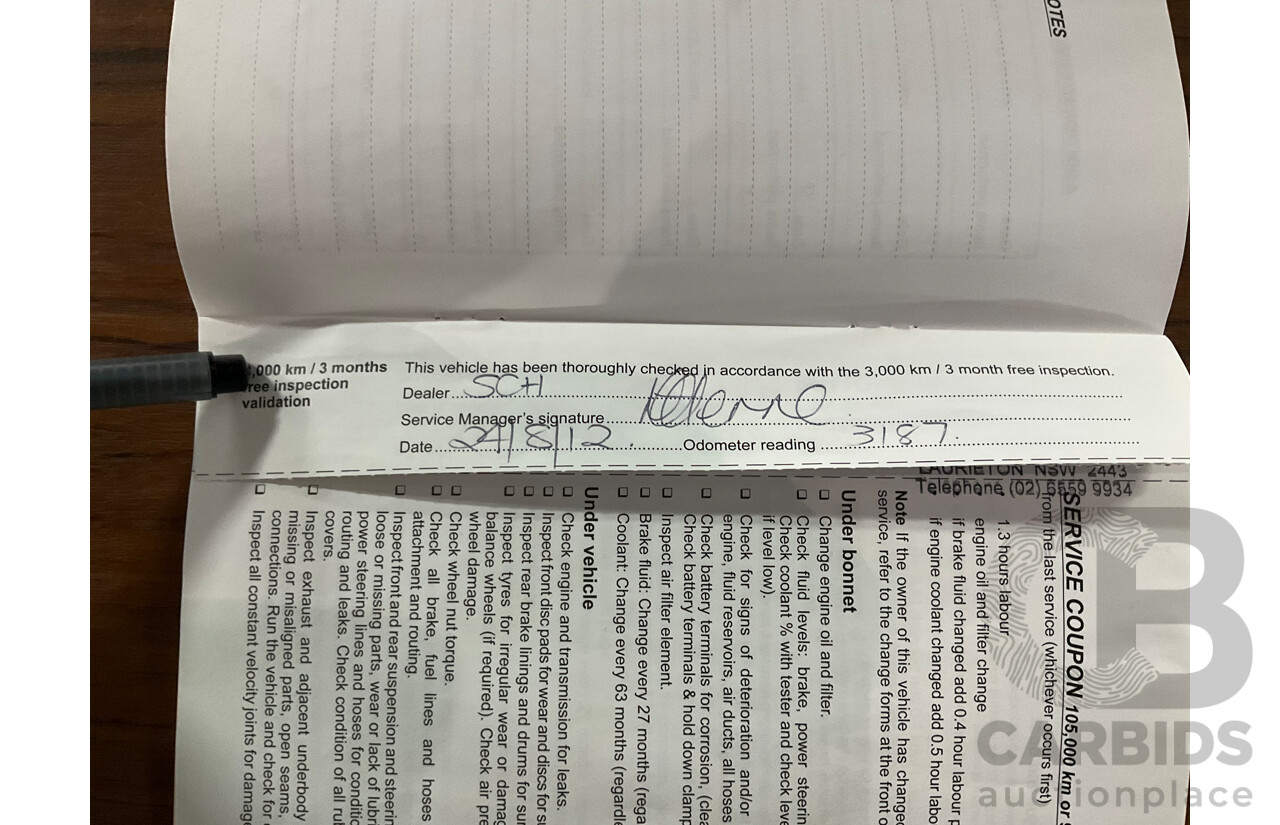 OTES
,000 km / 3 months
ree inspection
validation
This vehicle has been thoroughly checked in accordance with the 3,000 km / 3 month free inspection.
Dealer SCH
Service Manager's signature
Date 24/8/12 Odometer reading 3187.
LAURIETON NSW 2443
Telephone (02) 6559 9934
SERVICE COUPON 105,000 km or
from the last service (whichever occurs first)
1.3 hours labour
engine oil and filter change
if brake fluid changed add 0.4 hour labour p
if engine coolant changed add 0.5 hour labo
Note If the owner of this vehicle has changed
service, refer to the change forms at the front o
Under bonnet
Change engine oil and filter.
Check fluid levels: brake, power steerin
Check coolant % with tester and check leve
if level low).
Check for signs of deterioration and/or
engine, fluid reservoirs, air ducts, all hoses
Check battery terminals for corrosion, (clea
Check battery terminals & hold down clamp
Inspect air filter element.
Brake fluid: Change every 27 months (rega
Coolant: Change every 63 months (regardle
Under vehicle
Check engine and transmission for leaks.
Inspect front disc pads for wear and discs for su
Inspect rear brake linings and drums for sur
Inspect tyres for irregular wear or damag
balance wheels (if required). Check air pre
wheel damage.
Check wheel nut torque.
Check all brake, fuel lines and hoses
attachment and routing.
Inspect front and rear suspension and steerin
loose or missing parts, wear or lack of lubri
power steering lines and hoses for conditio
routing and leaks. Check condition of all rub
covers.
Inspect exhaust and adjacent underbody
missing or misaligned parts, open seams,
connections. Run the vehicle and check for
Inspect all constant velocity joints for damage
CARBIDS
auctionplace